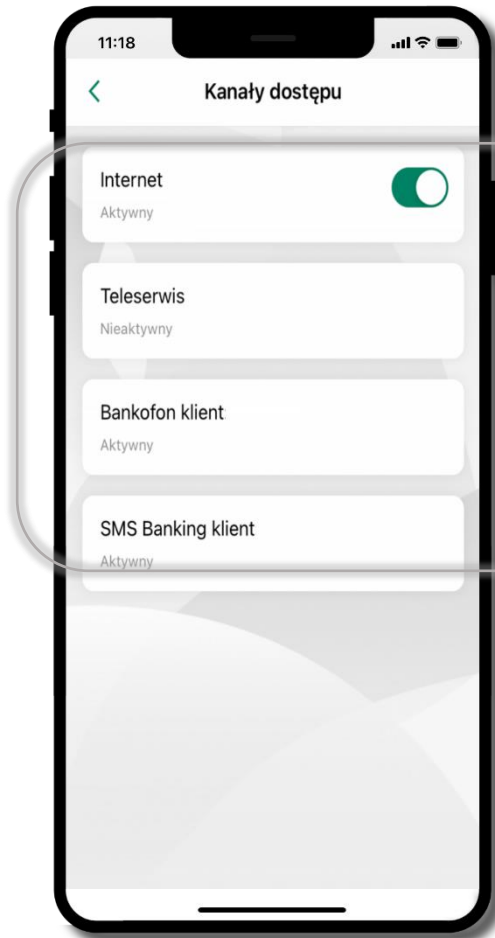 11:18
Kanały dostępu
Internet
Aktywny
Teleserwis
Nieaktywny
Bankofon klient
Aktywny
SMS Banking klient
Aktywny